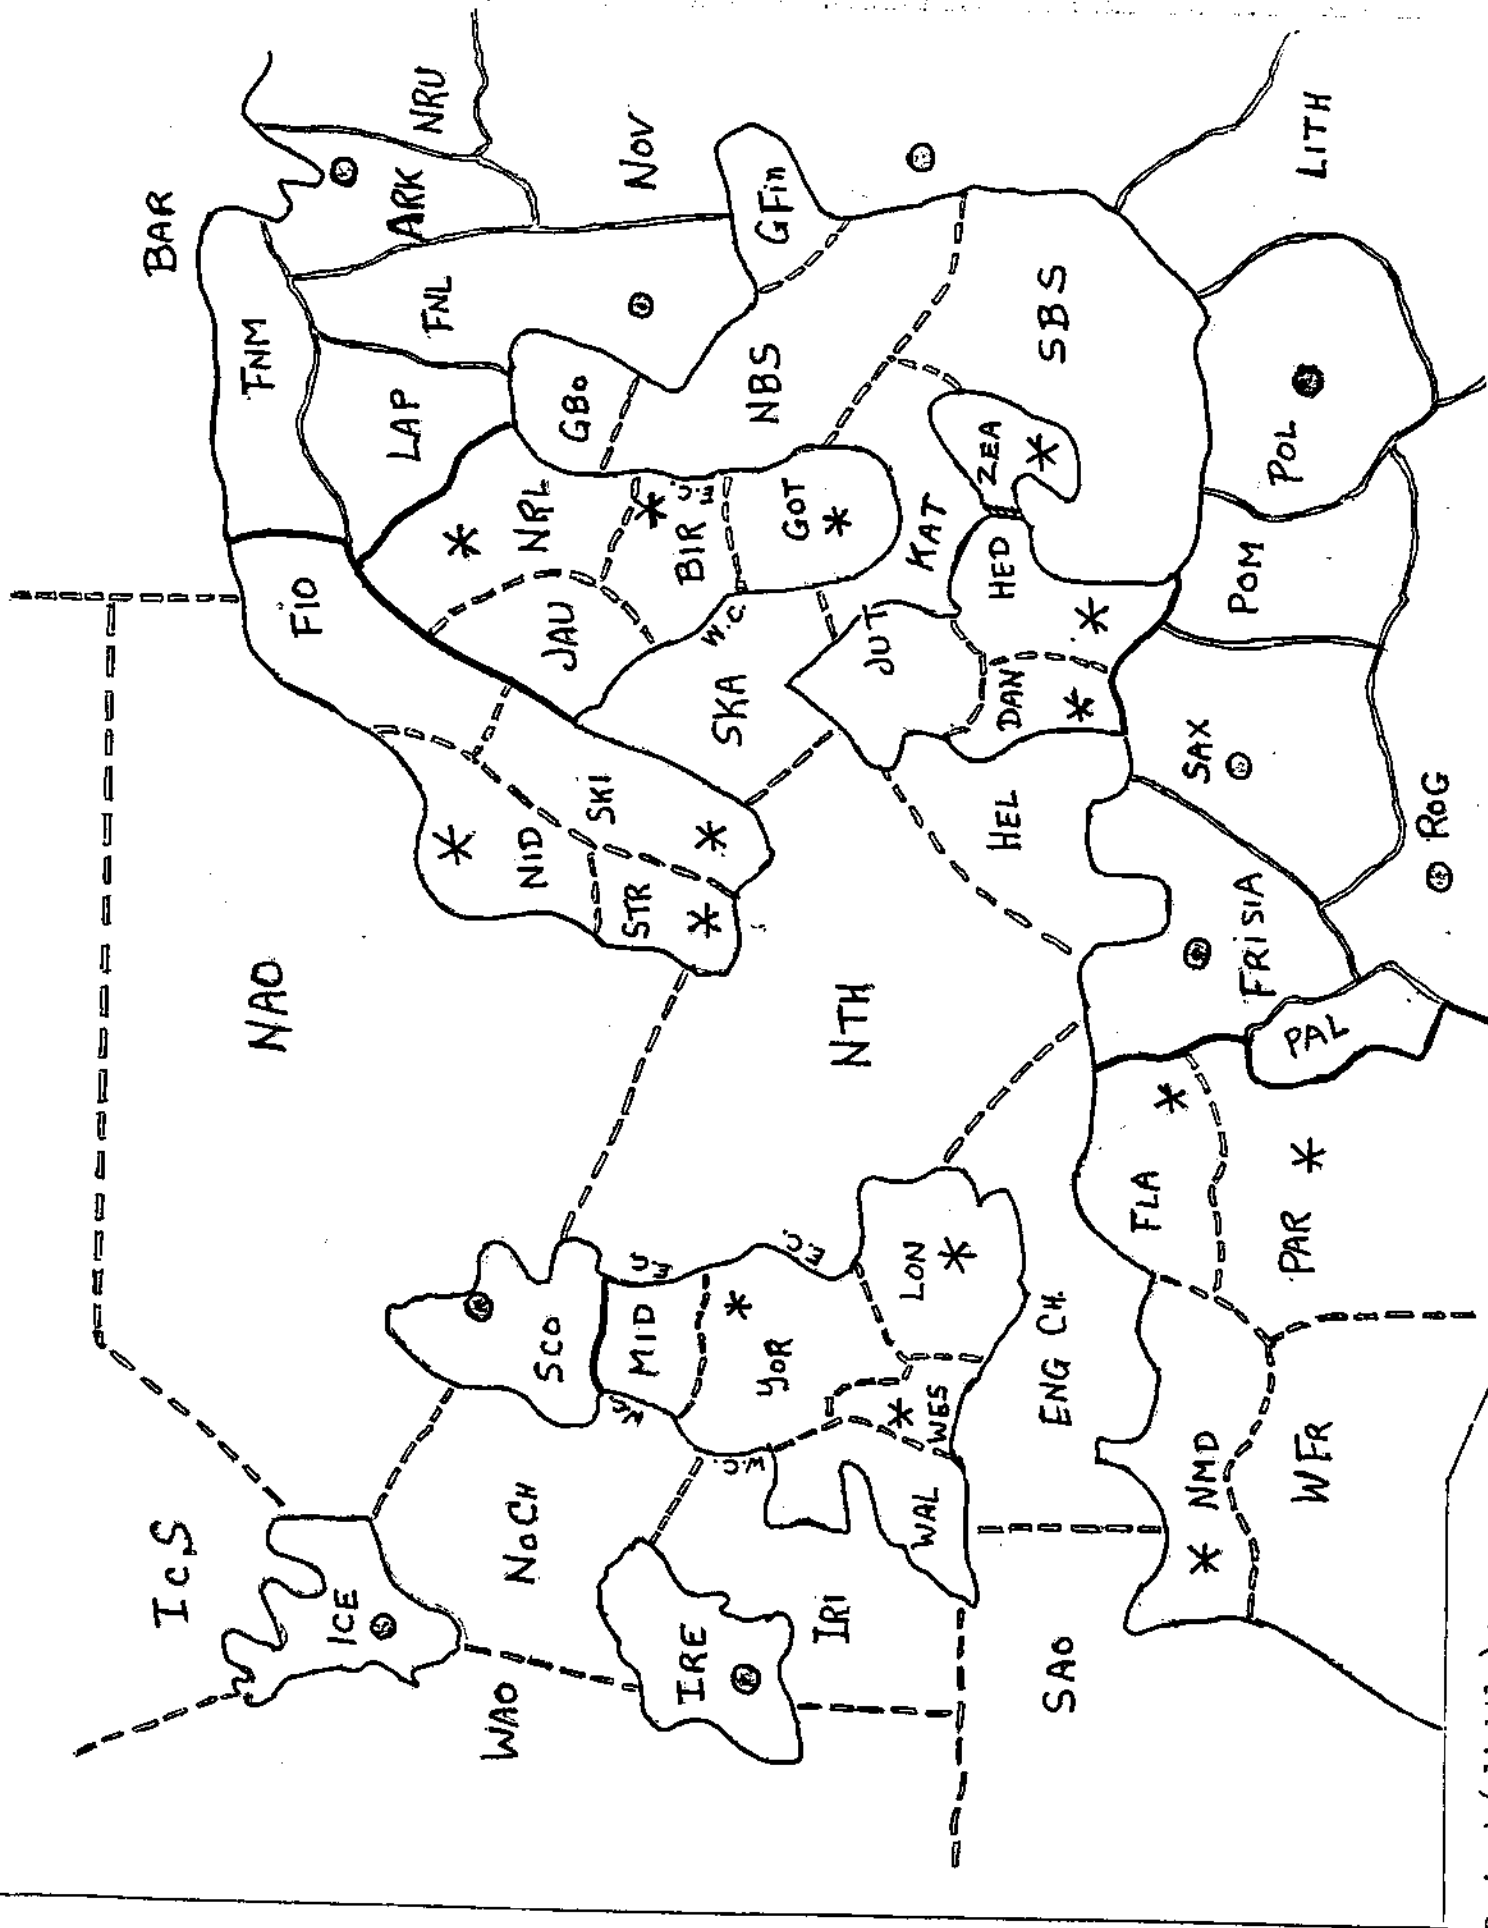 IcS
BAR
NAO
FNM
FIO
ICE
NRU
ARK
FNL
LAP
NRL
NID
SCO
NoCH
WAO
Nov
GFin
GBo
NBS
E.C.
BIR
JAU
SKI
STR
W.C.
SKA
MID
E.C.
W.C.
YOR
E.C.
W.C.
IRE
IRI
GOT
KAT
JUT
NTH
LON
WES
WAL
SBS
ZEA
HED
DAN
HEL
ENG CH.
SAO
LITH
POL
POM
SAX
FRISIA
PAL
FLA
PAR
NMD
WFR
ROG